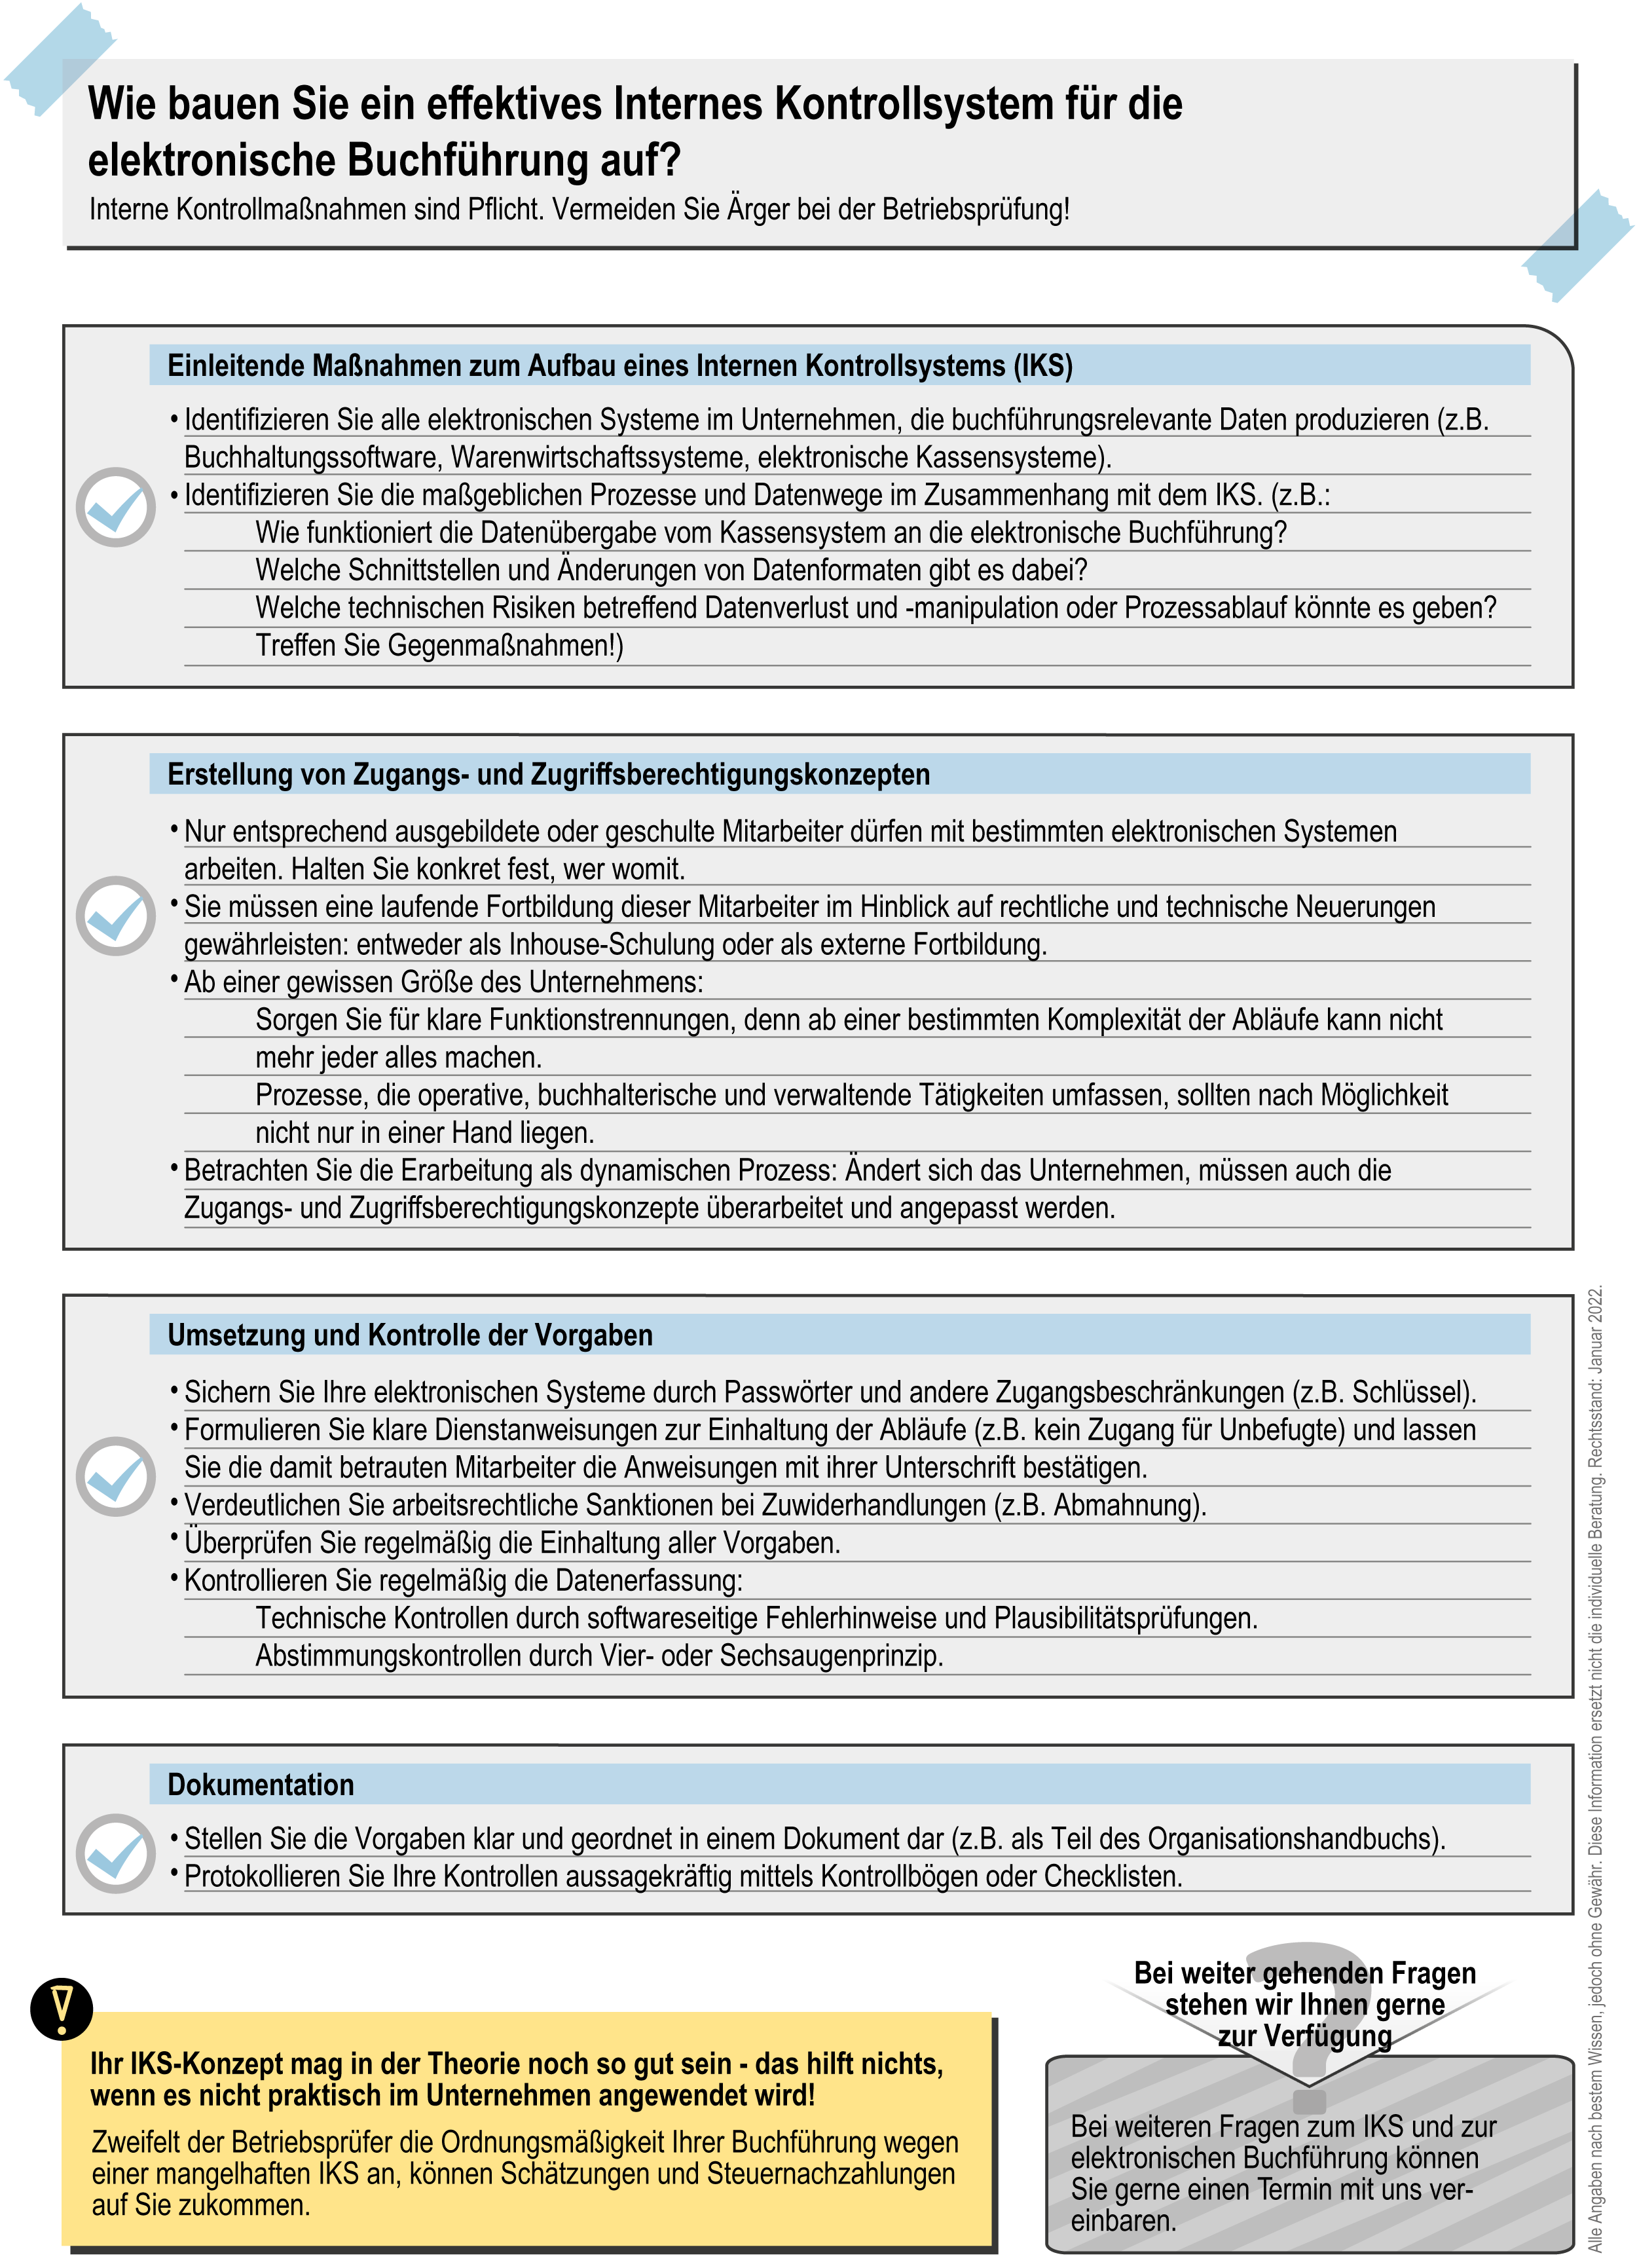 Wie bauen Sie ein effektives Internes Kontrollsystem für die
elektronische Buchführung auf?
Interne Kontrollmaßnahmen sind Pflicht. Vermeiden Sie Ärger bei der Betriebsprüfung!
Einleitende Maßnahmen zum Aufbau eines Internen Kontrollsystems (IKS)
• Identifizieren Sie alle elektronischen Systeme im Unternehmen, die buchführungsrelevante Daten produzieren (z.B.
Buchhaltungssoftware, Warenwirtschaftssysteme, elektronische Kassensysteme).
• Identifizieren Sie die maßgeblichen Prozesse und Datenwege im Zusammenhang mit dem IKS. (z.B.:
Wie funktioniert die Datenübergabe vom Kassensystem an die elektronische Buchführung?
Welche Schnittstellen und Änderungen von Datenformaten gibt es dabei?
Welche technischen Risiken betreffend Datenverlust und -manipulation oder Prozessablauf könnte es geben?
Treffen Sie Gegenmaßnahmen!)
Erstellung von Zugangs- und Zugriffsberechtigungskonzepten
• Nur entsprechend ausgebildete oder geschulte Mitarbeiter dürfen mit bestimmten elektronischen Systemen
arbeiten. Halten Sie konkret fest, wer womit.
• Sie müssen eine laufende Fortbildung dieser Mitarbeiter im Hinblick auf rechtliche und technische Neuerungen
gewährleisten: entweder als Inhouse-Schulung oder als externe Fortbildung.
• Ab einer gewissen Größe des Unternehmens:
Sorgen Sie für klare Funktionstrennungen, denn ab einer bestimmten Komplexität der Abläufe kann nicht
mehr jeder alles machen.
Prozesse, die operative, buchhalterische und verwaltende Tätigkeiten umfassen, sollten nach Möglichkeit
nicht nur in einer Hand liegen.
• Betrachten Sie die Erarbeitung als dynamischen Prozess: Ändert sich das Unternehmen, müssen auch die
Zugangs- und Zugriffsberechtigungskonzepte überarbeitet und angepasst werden.
Umsetzung und Kontrolle der Vorgaben
• Sichern Sie Ihre elektronischen Systeme durch Passwörter und andere Zugangsbeschränkungen (z.B. Schlüssel).
• Formulieren Sie klare Dienstanweisungen zur Einhaltung der Abläufe (z.B. kein Zugang für Unbefugte) und lassen
Sie die damit betrauten Mitarbeiter die Anweisungen mit ihrer Unterschrift bestätigen.
• Verdeutlichen Sie arbeitsrechtliche Sanktionen bei Zuwiderhandlungen (z.B. Abmahnung).
• Überprüfen Sie regelmäßig die Einhaltung aller Vorgaben.
• Kontrollieren Sie regelmäßig die Datenerfassung:
Technische Kontrollen durch softwareseitige Fehlerhinweise und Plausibilitätsprüfungen.
Abstimmungskontrollen durch Vier- oder Sechsaugenprinzip.
Dokumentation
• Stellen Sie die Vorgaben klar und geordnet in einem Dokument dar (z.B. als Teil des Organisationshandbuchs).
• Protokollieren Sie Ihre Kontrollen aussagekräftig mittels Kontrollbögen oder Checklisten.
!
Ihr IKS-Konzept mag in der Theorie noch so gut sein - das hilft nichts,
wenn es nicht praktisch im Unternehmen angewendet wird!
Zweifelt der Betriebsprüfer die Ordnungsmäßigkeit Ihrer Buchführung wegen
einer mangelhaften IKS an, können Schätzungen und Steuernachzahlungen
auf Sie zukommen.
?
Bei weiter gehenden Fragen
stehen wir Ihnen gerne
zur Verfügung
Bei weiteren Fragen zum IKS und zur
elektronischen Buchführung können
Sie gerne einen Termin mit uns ver-
einbaren.
Alle Angaben nach bestem Wissen, jedoch ohne Gewähr. Diese Information ersetzt nicht die individuelle Beratung. Rechtsstand: Januar 2022.